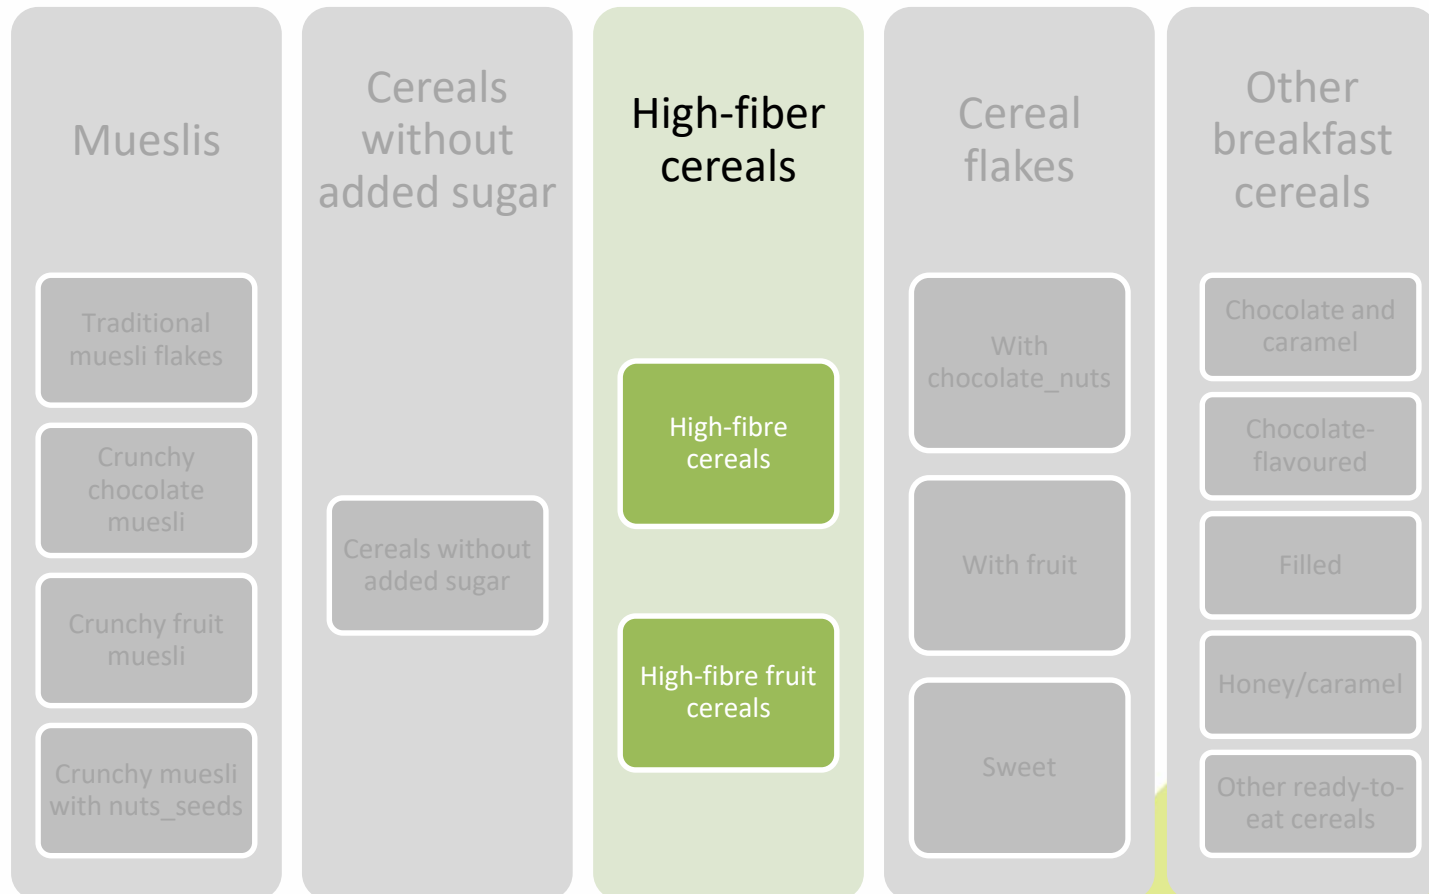 Mueslis
Traditional
muesli flakes
Crunchy
chocolate
muesli
Crunchy fruit
muesli
Crunchy muesli
with nuts_seeds
Cereals
without
added sugar
Cereals without
added sugar
High-fiber
cereals
High-fibre
cereals
High-fibre fruit
cereals
Cereal
flakes
With
chocolate_nuts
With fruit
Sweet
Other
breakfast
cereals
Chocolate and
caramel
Chocolate-
flavoured
Filled
Honey/caramel
Other ready-to-
eat cereals